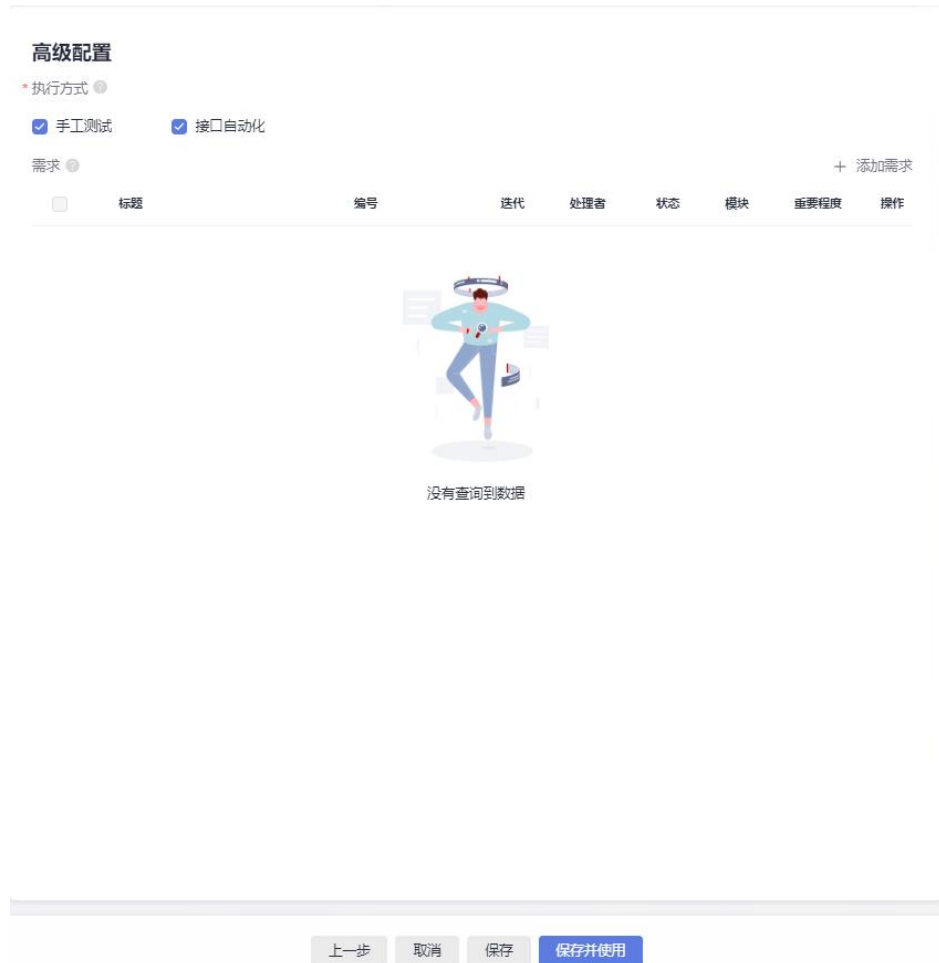 高级配置
* 执行方式
手工测试 接口自动化
需求 + 添加需求
标题 编号 迭代 处理者 状态 模块 重要程度 操作
没有查询到数据
上一步 取消 保存 保存并使用